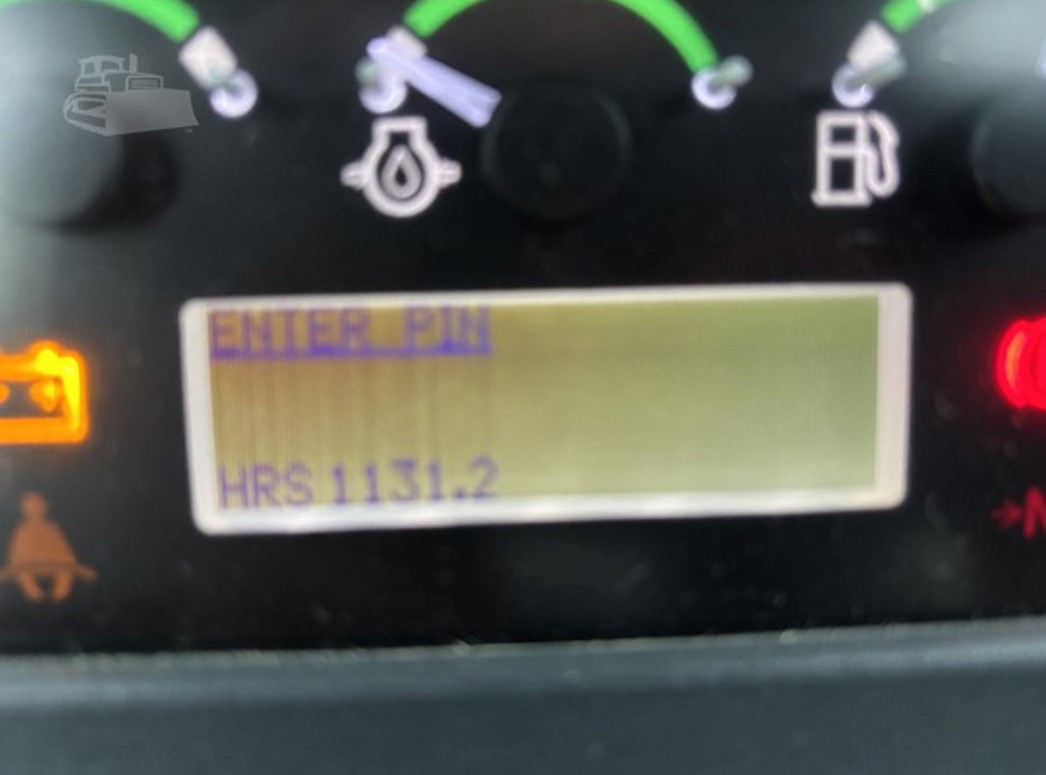 ENTER PIN
HRS 1131.2
N